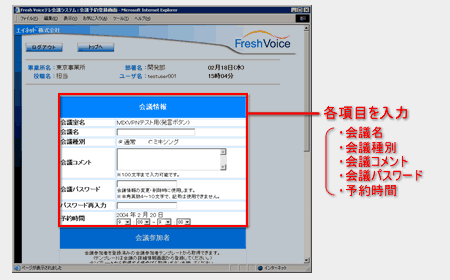 Fresh Voiceテレビ会議システム:会議予約登録画面 - Microsoft Internet Explorer
ファイル(F) 編集(E) 表示(V) お気に入り(A) ツール(T) ヘルプ(H)
エイネット 株式会社
ログアウト トップへ
FreshVoice
事業所名:東京事業所 部署名:開発部 02月18日(水)
役職名:担当 ユーザ名:testuser001 15時04分
会議情報
会議室名 MIXVPNテスト用(発言ボタン)
会議名
会議種別 通常 ミキシング
会議コメント
※100文字まで入力可能です。
会議パスワード
会議情報の変更・削除時に使用します。
※半角英数4~10文字で、記号は使用できません。
パスワード再入力
予約時間 2004 年 2 月 20 日
9 : 00 ~ 9 : 00
会議参加者
ページが表示されました インターネット
各項目を入力
・会議名
・会議種別
・会議コメント
・会議パスワード
・予約時間